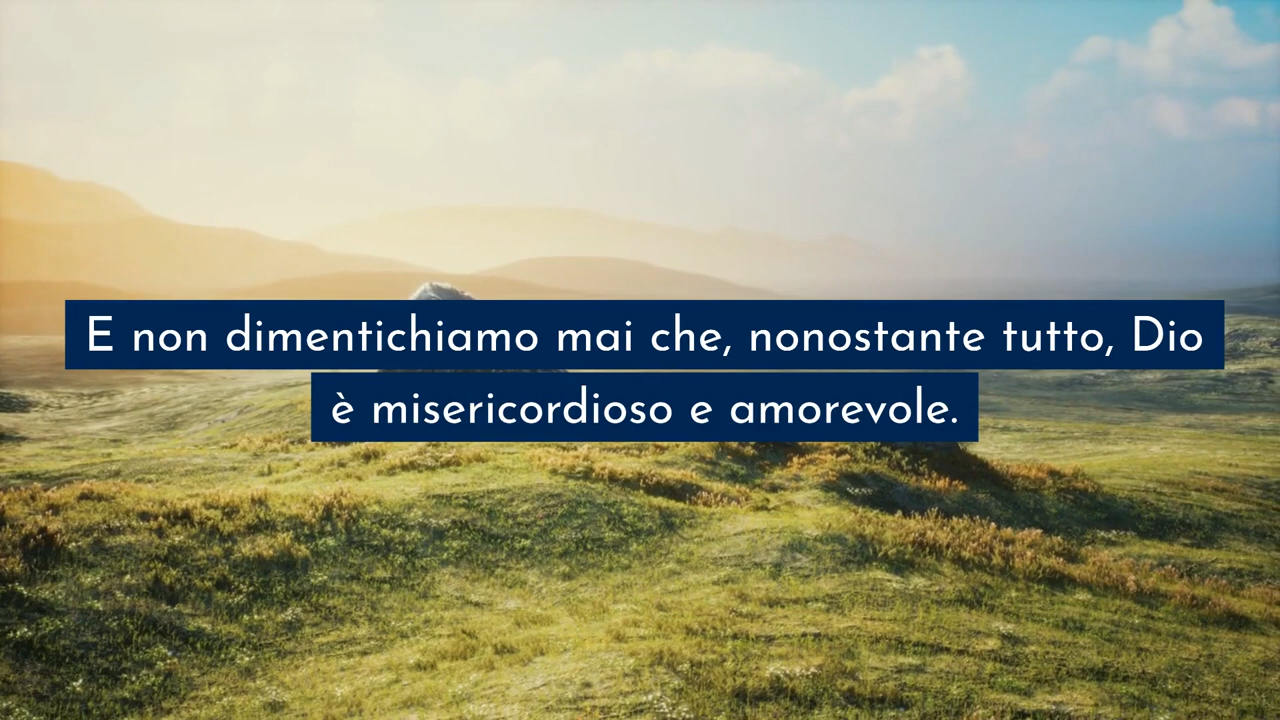 E non dimentichiamo mai che, nonostante tutto, Dio
è misericordioso e amorevole.